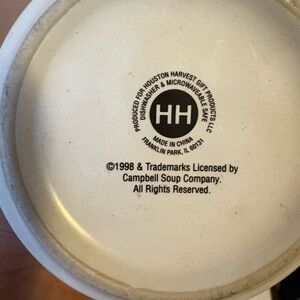 PRODUCED FOR HOUSTON HARVEST GIFT PRODUCTS LLC
DISHWASHER & MICROWAVEABLE SAFE
HH
MADE IN CHINA
FRANKLIN PARK, IL 60131
©1998 & Trademarks Licensed by
Campbell Soup Company.
All Rights Reserved.